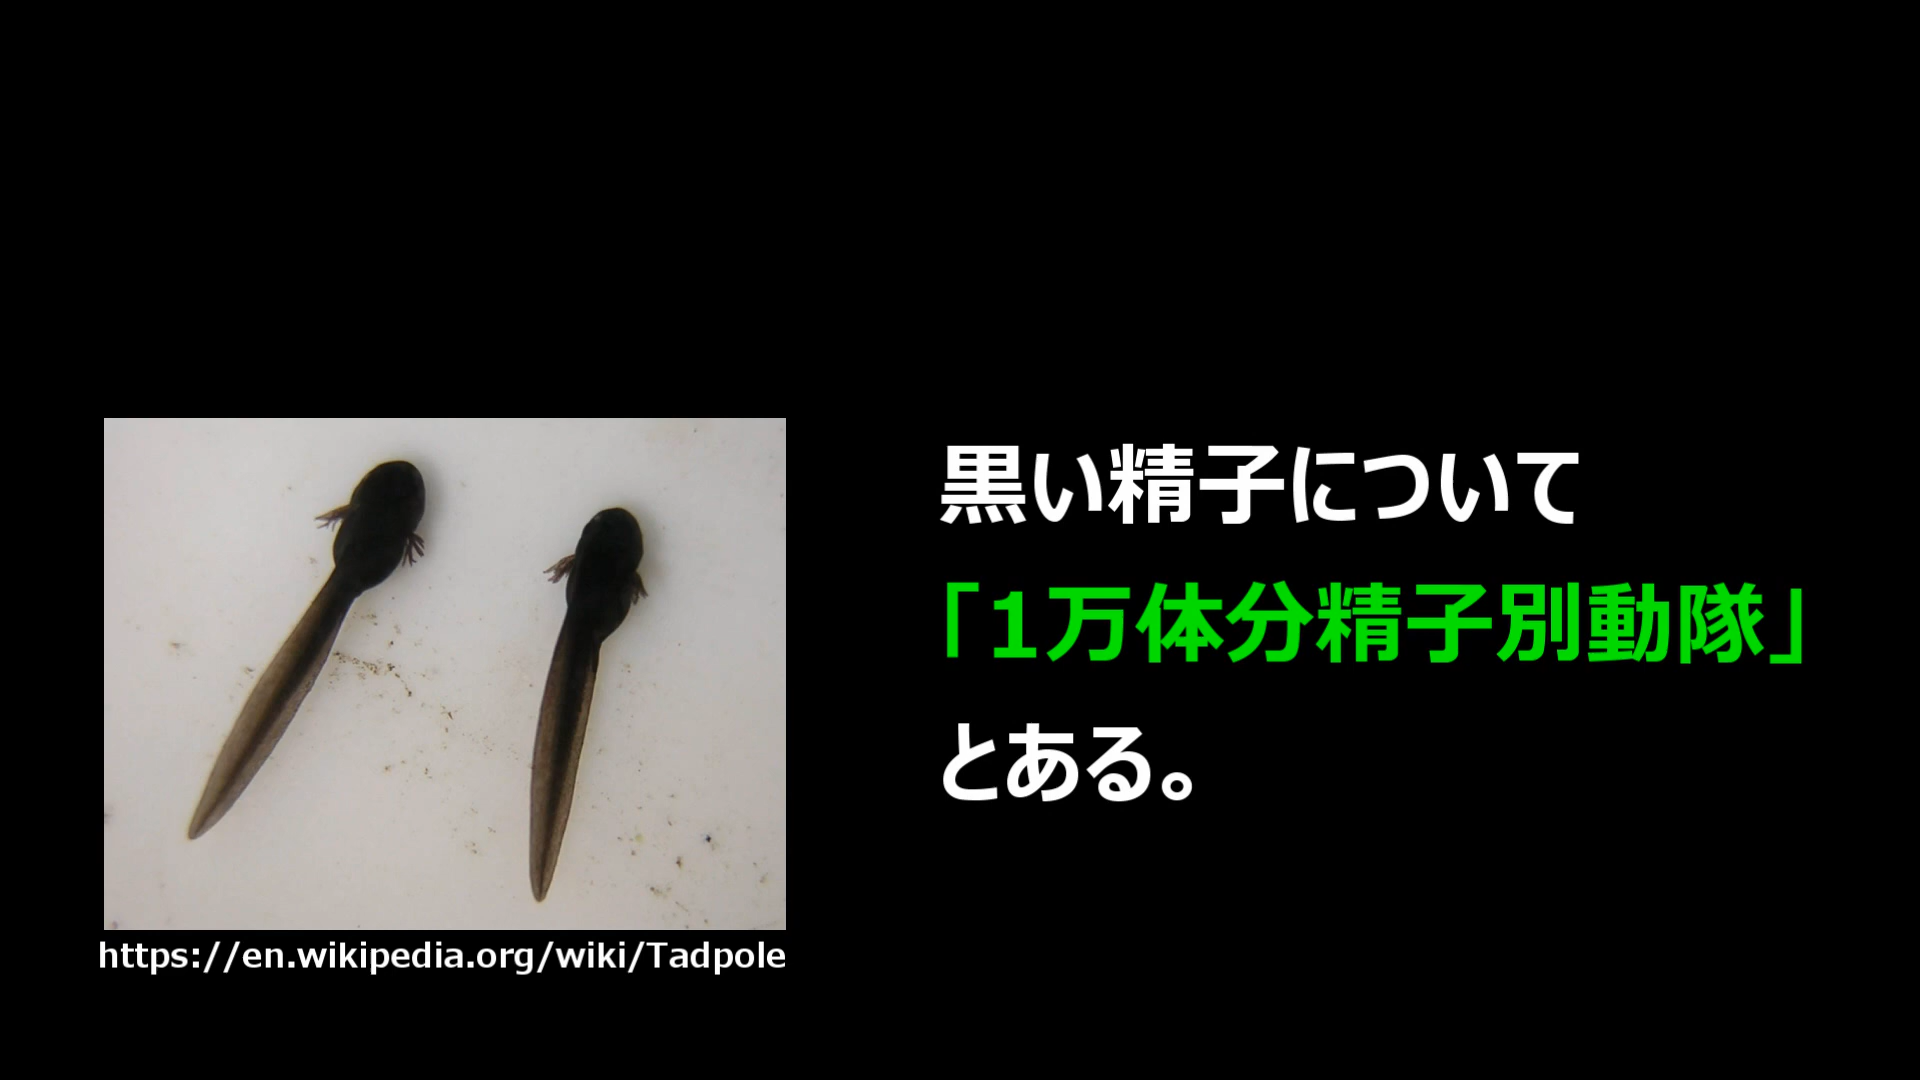 黒い精子について
「1万体分精子別動隊」
とある。
https://en.wikipedia.org/wiki/Tadpole